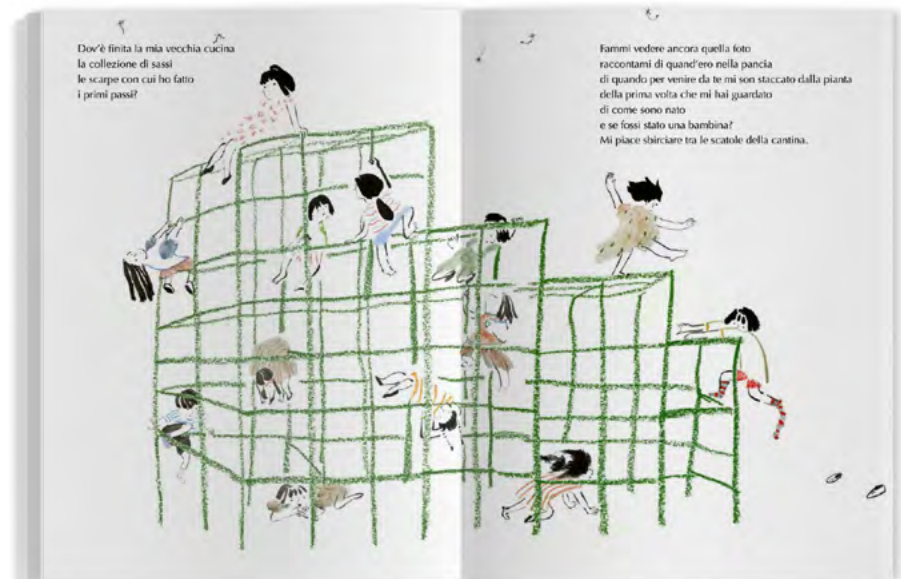 Dov'è finita la mia vecchia cucina
la collezione di sassi
le scarpe con cui ho fatto
i primi passi?
Fammi vedere ancora quella foto
raccontami di quand'ero nella pancia
di quando per venire da te mi son staccato dalla pianta
della prima volta che mi hai guardato
di come sono nato
e se fossi stato una bambina?
Mi piace sbirciare tra le scatole della cantina.